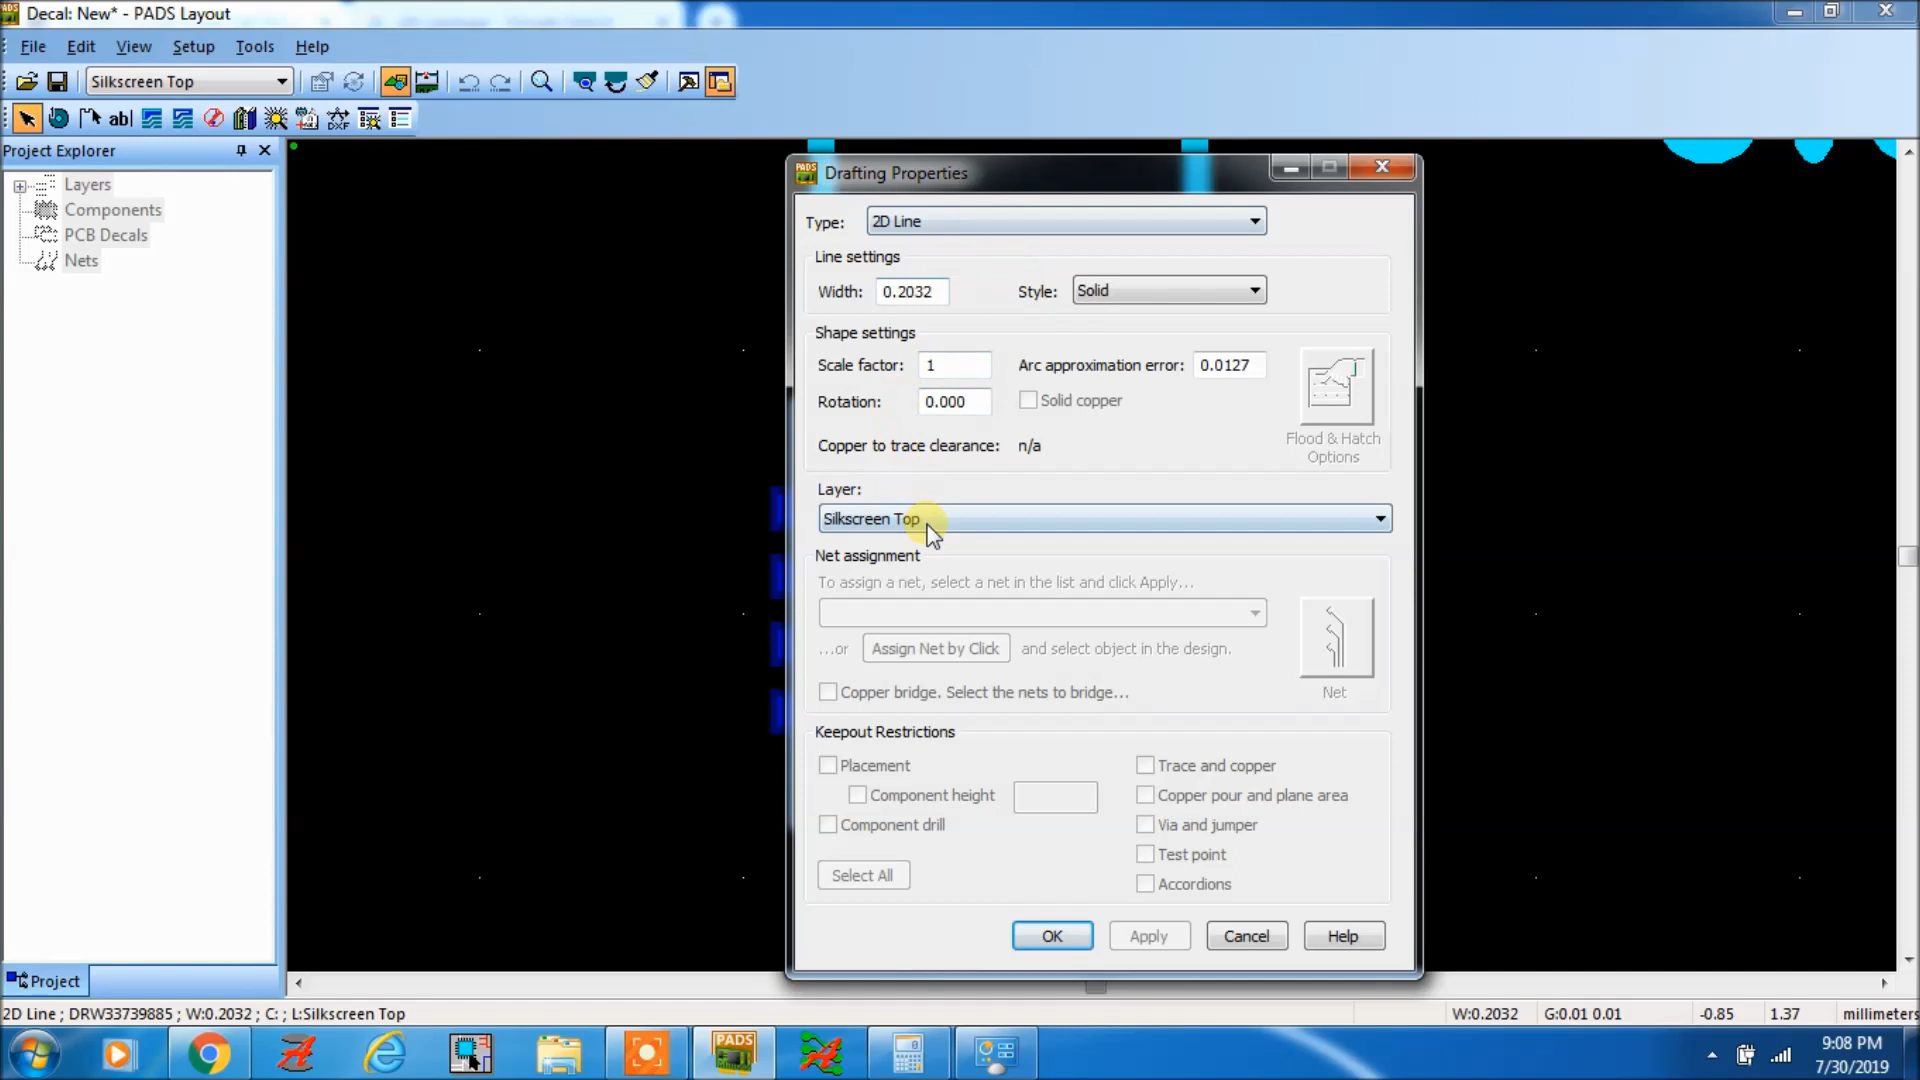 Decal: New* - PADS Layout
File Edit View Setup Tools Help
Silkscreen Top
ab|
DXF
Project Explorer
Layers
Components
PCB Decals
Nets
Project
PADS Drafting Properties
Type: 2D Line
Line settings
Width: 0.2032 Style: Solid
Shape settings
Scale factor: 1 Arc approximation error: 0.0127
Rotation: 0.000 Solid copper
Flood & Hatch
Options
Copper to trace clearance: n/a
Layer:
Silkscreen Top
Net assignment
To assign a net, select a net in the list and click Apply...
...or Assign Net by Click and select object in the design.
Net
Copper bridge. Select the nets to bridge...
Keepout Restrictions
Placement Trace and copper
Component height Copper pour and plane area
Component drill Via and jumper
Test point
Select All
Accordions
OK Apply Cancel Help
2D Line ; DRW33739885 ; W:0.2032 ; C: ; L:Silkscreen Top W:0.2032 G:0.01 0.01 -0.85 1.37 millimeters
PADS
9:08 PM
7/30/2019